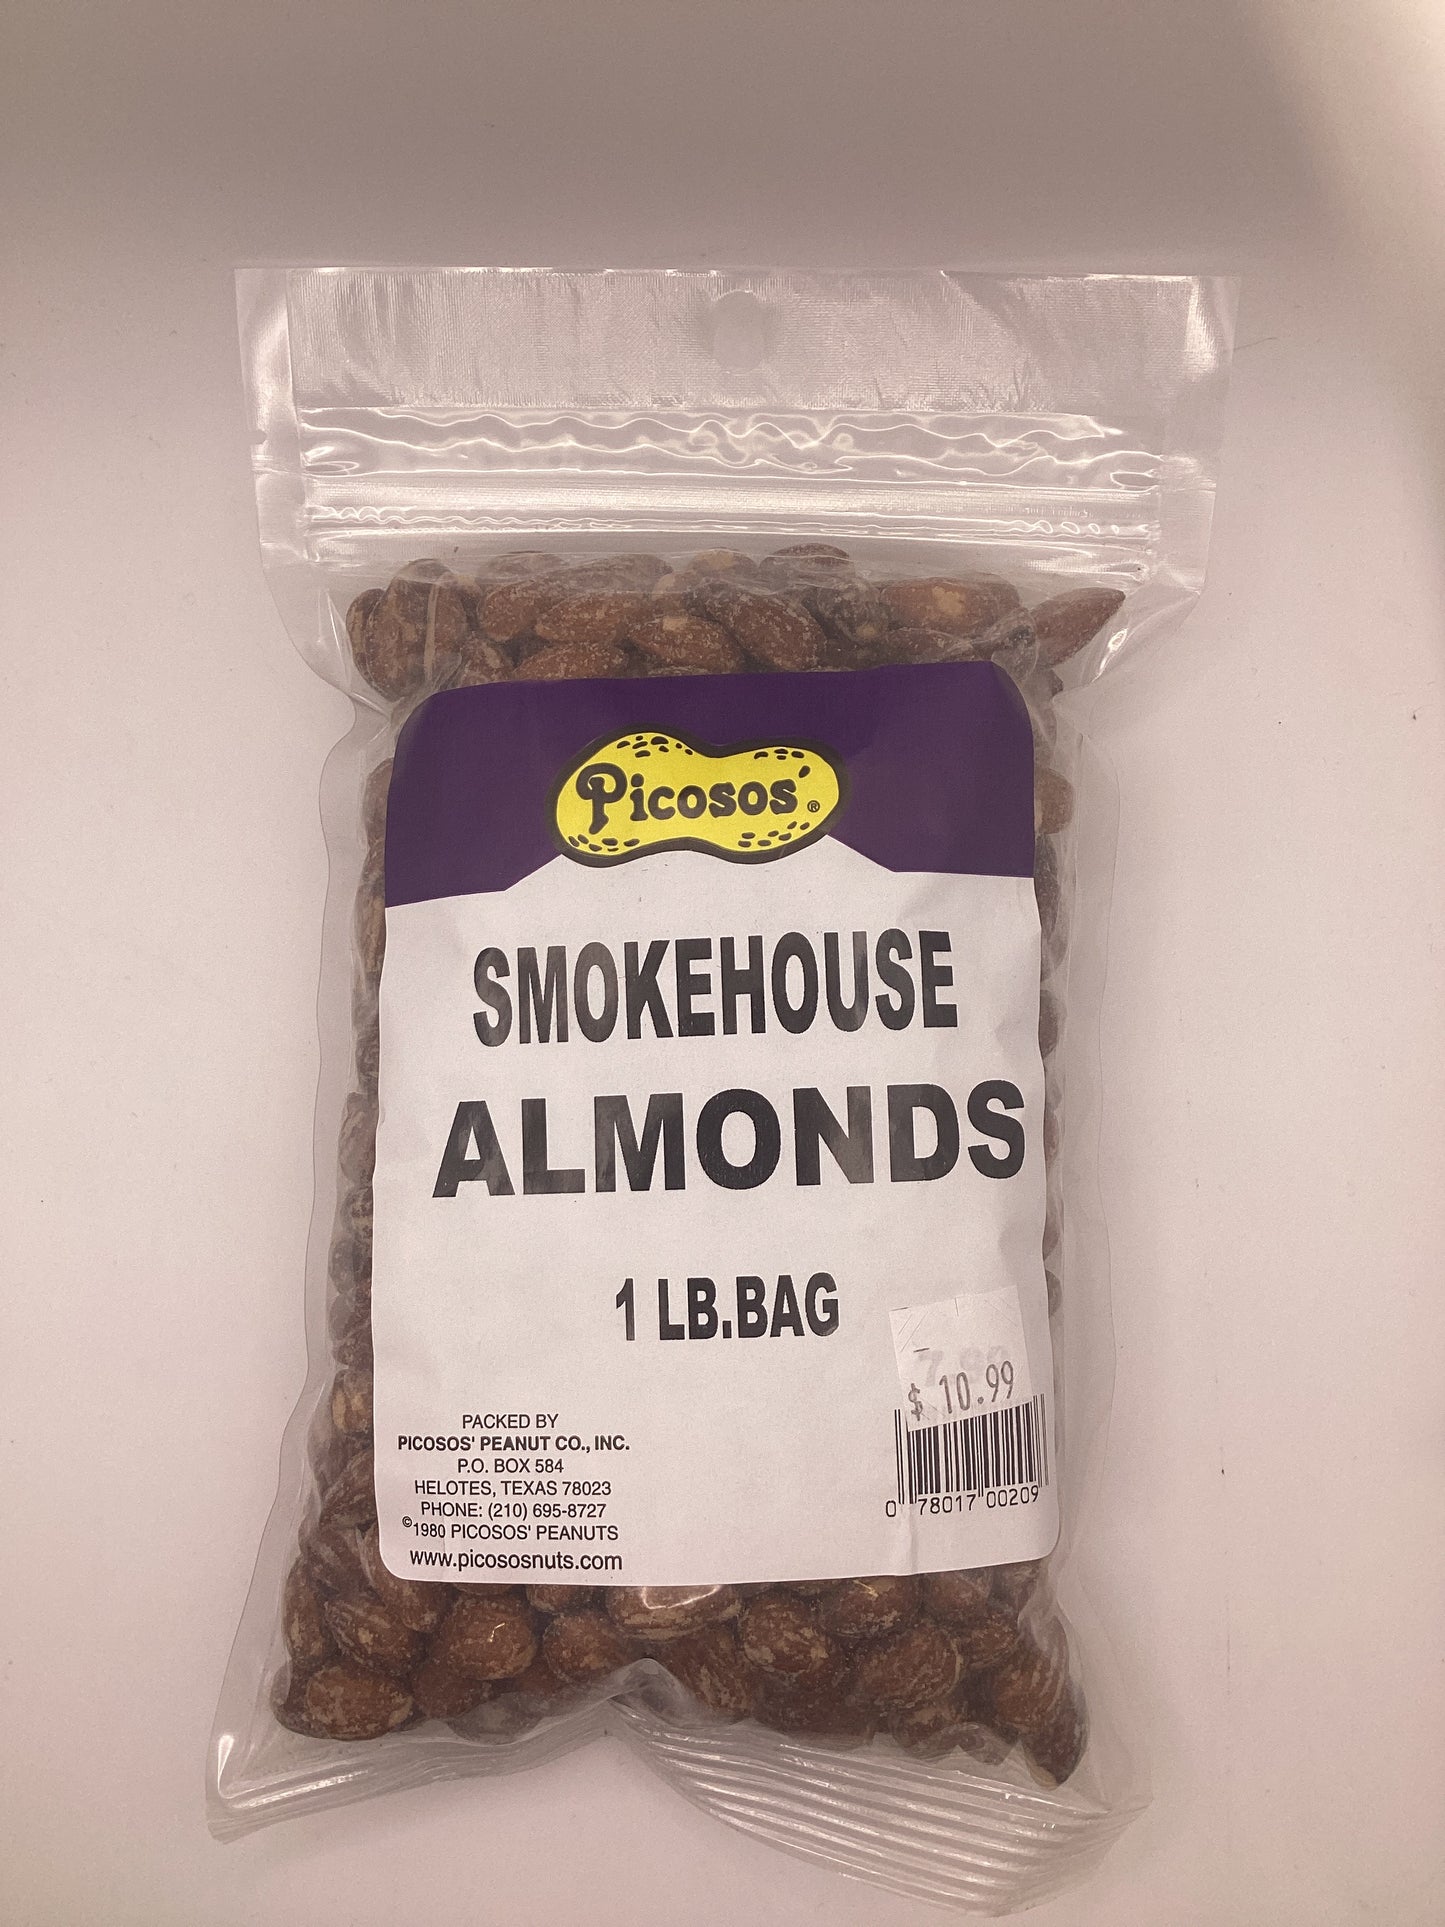 Picosos' ®
SMOKEHOUSE
ALMONDS
1 LB.BAG
$ 10.99
PACKED BY
PICOSOS' PEANUT CO., INC.
P.O. BOX 584
HELOTES, TEXAS 78023
PHONE: (210) 695-8727
©1980 PICOSOS' PEANUTS
www.picososnuts.com
0 78017 00209